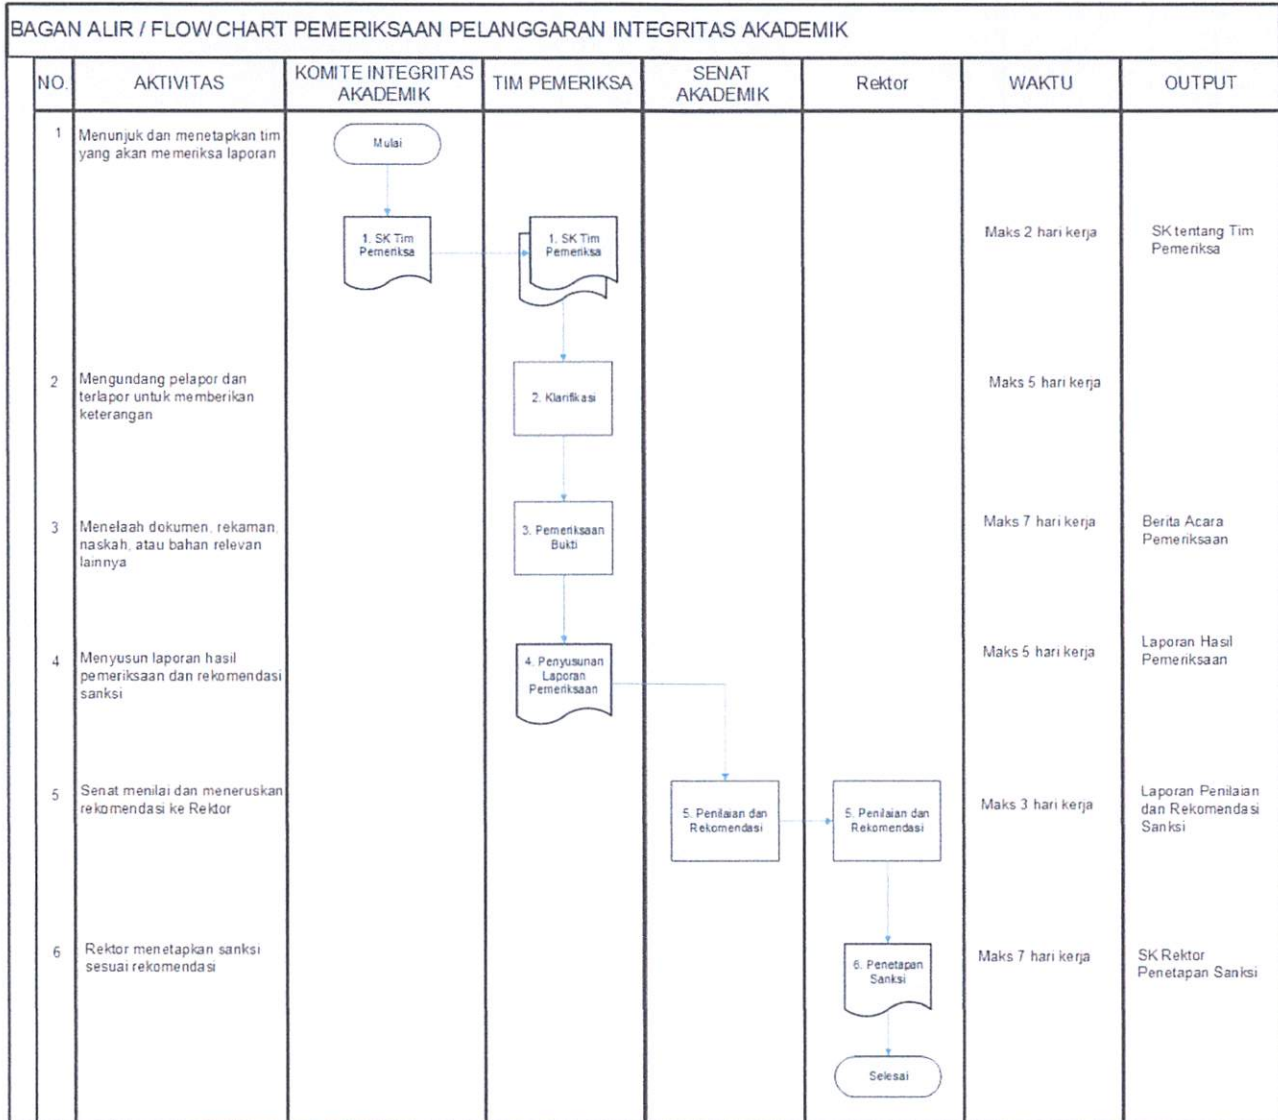 BAGAN ALIR / FLOW CHART PEMERIKSAAN PELANGGARAN INTEGRITAS AKADEMIK
NO.
AKTIVITAS
KOMITE INTEGRITAS
AKADEMIK
TIM PEMERIKSA
SENAT
AKADEMIK
Rektor
WAKTU
OUTPUT
1
Menunjuk dan menetapkan tim
yang akan memeriksa laporan
Mulai
1. SK Tim
Pemeriksa
1. SK Tim
Pemeriksa
Maks 2 hari kerja
SK tentang Tim
Pemeriksa
2
Mengundang pelapor dan
terlapor untuk memberikan
keterangan
2. Klarifikasi
Maks 5 hari kerja
3
Menelaah dokumen, rekaman,
naskah, atau bahan relevan
lainnya
3. Pemeriksaan
Bukti
Maks 7 hari kerja
Berita Acara
Pemeriksaan
4
Menyusun laporan hasil
pemeriksaan dan rekomendasi
sanksi
4. Penyusunan
Laporan
Pemeriksaan
Maks 5 hari kerja
Laporan Hasil
Pemeriksaan
5
Senat menilai dan meneruskan
rekomendasi ke Rektor
5. Penilaian dan
Rekomendasi
5. Penilaian dan
Rekomendasi
Maks 3 hari kerja
Laporan Penilaian
dan Rekomendasi
Sanksi
6
Rektor menetapkan sanksi
sesuai rekomendasi
6. Penetapan
Sanksi
Maks 7 hari kerja
SK Rektor
Penetapan Sanksi
Selesai